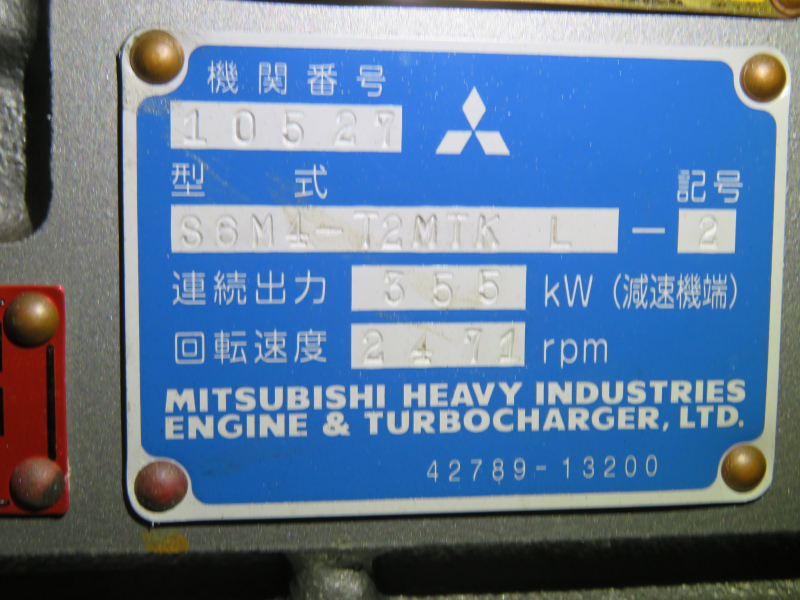 機関番号
10527
型式 記号
S6M4-T2MTK L - 2
連続出力 355 kW (減速機端)
回転速度 2471 rpm
MITSUBISHI HEAVY INDUSTRIES
ENGINE & TURBOCHARGER, LTD.
42789-13200